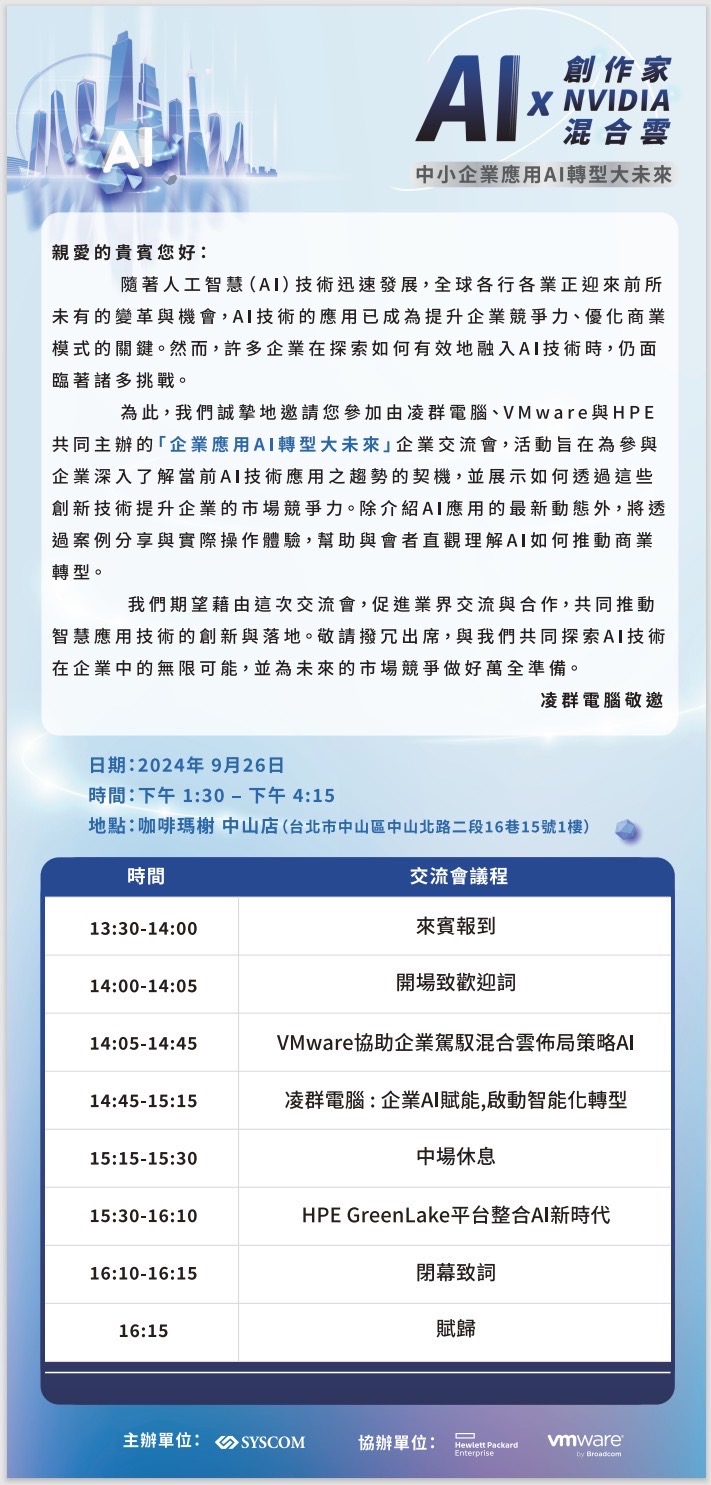 AI
AI x 創作家
NVIDIA
混合雲
中小企業應用AI轉型大未來
親愛的貴賓您好：
隨著人工智慧（AI）技術迅速發展，全球各行各業正迎來前所
未有的變革與機會，AI技術的應用已成為提升企業競爭力、優化商業
模式的關鍵。然而，許多企業在探索如何有效地融入AI技術時，仍面
臨著諸多挑戰。
為此，我們誠摯地邀請您參加由凌群電腦、VMware與HPE
共同主辦的「企業應用AI轉型大未來」企業交流會，活動旨在為參與
企業深入了解當前AI技術應用之趨勢的契機，並展示如何透過這些
創新技術提升企業的市場競爭力。除介紹AI應用的最新動態外，將透
過案例分享與實際操作體驗，幫助與會者直觀理解AI如何推動商業
轉型。
我們期望藉由這次交流會，促進業界交流與合作，共同推動
智慧應用技術的創新與落地。敬請撥冗出席，與我們共同探索AI技術
在企業中的無限可能，並為未來的市場競爭做好萬全準備。
凌群電腦敬邀
日期：2024年 9月26日
時間：下午 1:30 – 下午 4:15
地點：咖啡瑪榭 中山店（台北市中山區中山北路二段16巷15號1樓）
時間 交流會議程
13:30-14:00 來賓報到
14:00-14:05 開場致歡迎詞
14:05-14:45 VMware協助企業駕馭混合雲佈局策略AI
14:45-15:15 凌群電腦 : 企業AI賦能,啟動智能化轉型
15:15-15:30 中場休息
15:30-16:10 HPE GreenLake平台整合AI新時代
16:10-16:15 閉幕致詞
16:15 賦歸
主辦單位： SYSCOM 協辦單位： Hewlett Packard Enterprise vmware by Broadcom